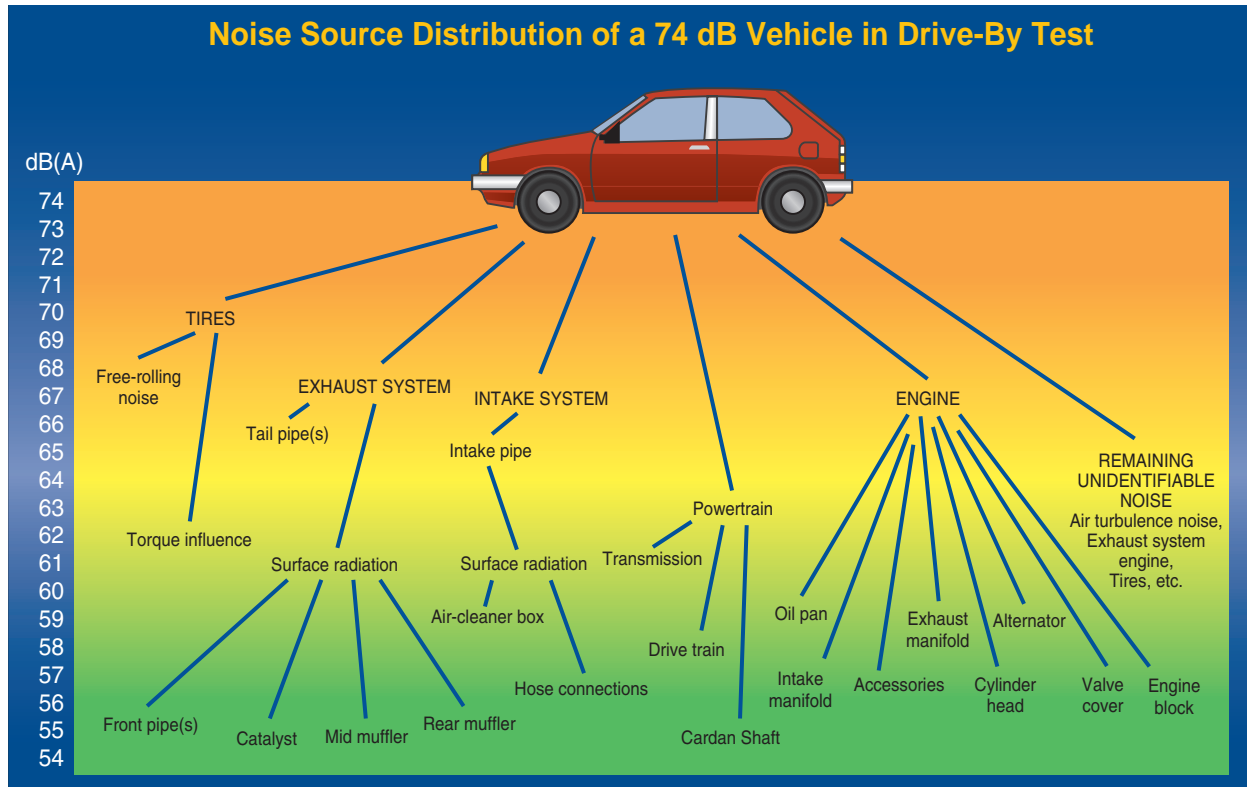 Noise Source Distribution of a 74 dB Vehicle in Drive-By Test
dB(A)
74
73
72
71
70
69
68
67
66
65
64
63
62
61
60
59
58
57
56
55
54
TIRES
Free-rolling
noise
Torque influence
EXHAUST SYSTEM
Tail pipe(s)
Surface radiation
Front pipe(s)
Catalyst
Mid muffler
Rear muffler
INTAKE SYSTEM
Intake pipe
Surface radiation
Air-cleaner box
Hose connections
Powertrain
Transmission
Drive train
Cardan Shaft
ENGINE
Oil pan
Intake
manifold
Accessories
Exhaust
manifold
Cylinder
head
Alternator
Valve
cover
Engine
block
REMAINING
UNIDENTIFIABLE
NOISE
Air turbulence noise,
Exhaust system
engine,
Tires, etc.